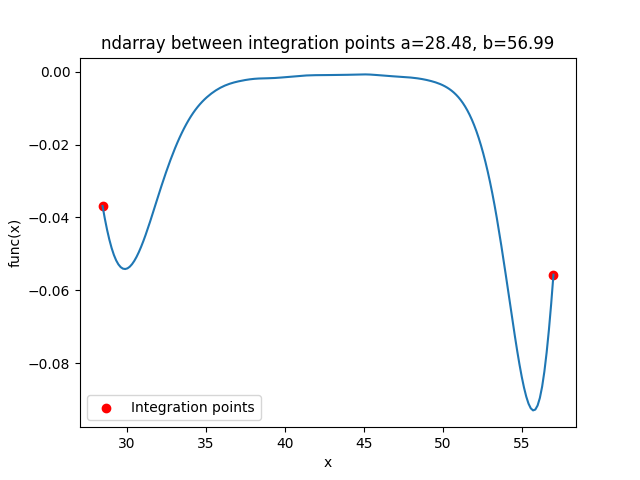 ndarray between integration points a=28.48, b=56.99
0.00
−0.02
−0.04
−0.06
−0.08
func(x)
Integration points
30 35 40 45 50 55
x